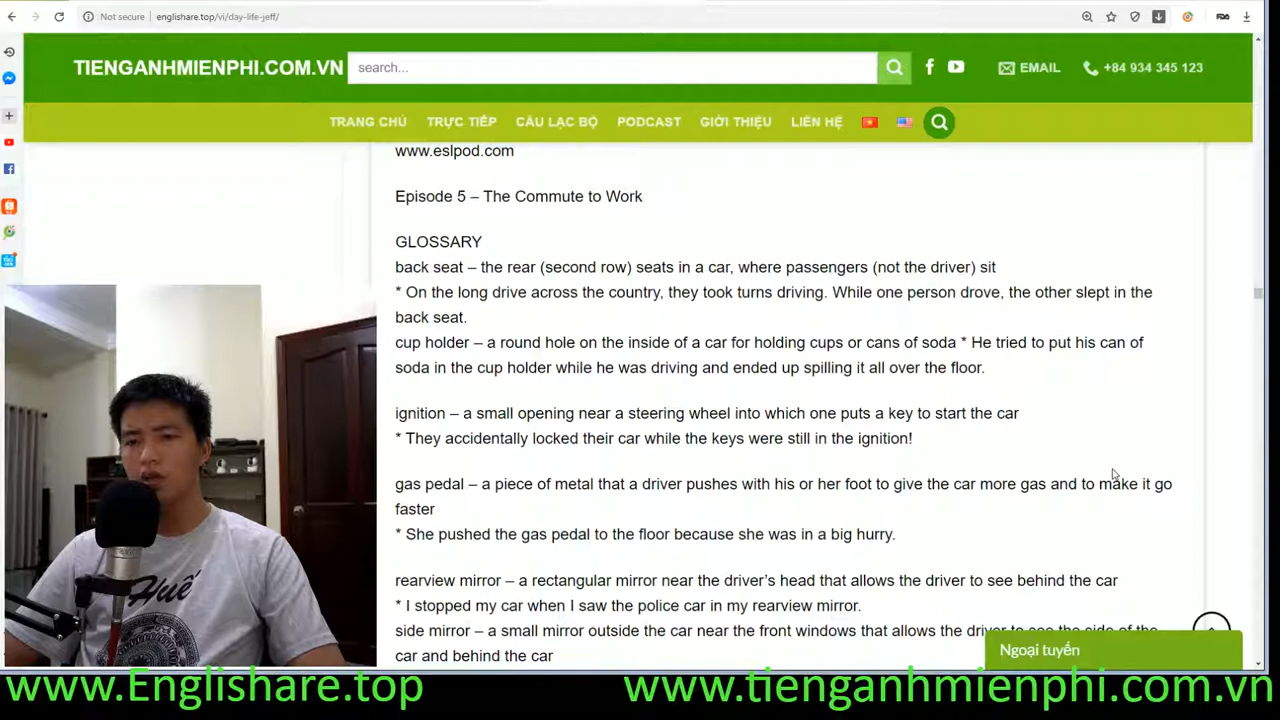 Not secure englishare.top/vi/day-life-jeff/
TIENGANHMIENPHI.COM.VN search... EMAIL +84 934 345 123
TRANG CHỦ TRỰC TIẾP CÂU LẠC BỘ PODCAST GIỚI THIỆU LIÊN HỆ
www.eslpod.com
Episode 5 – The Commute to Work
GLOSSARY
back seat – the rear (second row) seats in a car, where passengers (not the driver) sit
* On the long drive across the country, they took turns driving. While one person drove, the other slept in the
back seat.
cup holder – a round hole on the inside of a car for holding cups or cans of soda * He tried to put his can of
soda in the cup holder while he was driving and ended up spilling it all over the floor.
ignition – a small opening near a steering wheel into which one puts a key to start the car
* They accidentally locked their car while the keys were still in the ignition!
gas pedal – a piece of metal that a driver pushes with his or her foot to give the car more gas and to make it go
faster
* She pushed the gas pedal to the floor because she was in a big hurry.
rearview mirror – a rectangular mirror near the driver's head that allows the driver to see behind the car
* I stopped my car when I saw the police car in my rearview mirror.
side mirror – a small mirror outside the car near the front windows that allows the driver to see the side of the
car and behind the car
Ngoại tuyến
Huế
www.Englishare.top www.tienganhmienphi.com.vn